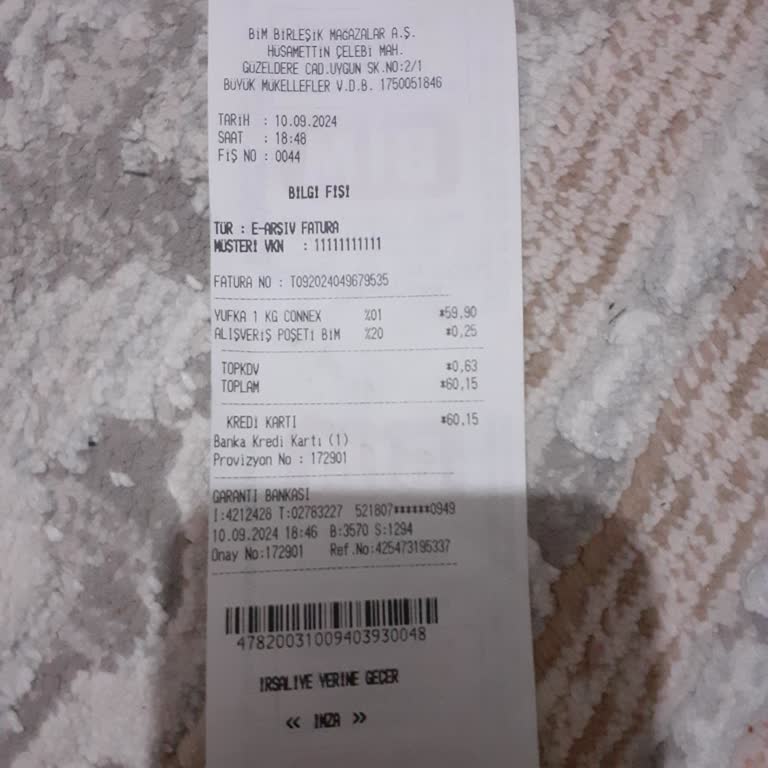 BİM BİRLEŞİK MAĞAZALAR A.Ş.
HÜSAMETTİN ÇELEBİ MAH.
GÜZELDERE CAD.UYGUN SK.NO:2/1
BÜYÜK MÜKELLEFLER V.D.B. 1750051846
TARİH : 10.09.2024
SAAT : 18:48
FİŞ NO : 0044
BİLGİ FİŞİ
TÜR : E-ARŞİV FATURA
MÜŞTERİ VKN : 11111111111
FATURA NO : T092024049679535
YUFKA 1 KG CONNEX %01 *59,90
ALIŞVERİŞ POŞETİ BİM %20 *0,25
TOPKDV *0,63
TOPLAM *60,15
KREDİ KARTI *60,15
Banka Kredi Kartı (1)
Provizyon No : 172901
GARANTİ BANKASI
İ:4212428 T:02783227 521807******0949
10.09.2024 18:46 B:3570 S:1294
Onay No:172901 Ref.No:425473195337
47820031009403930048
İRSALİYE YERİNE GEÇER
<< İMZA >>